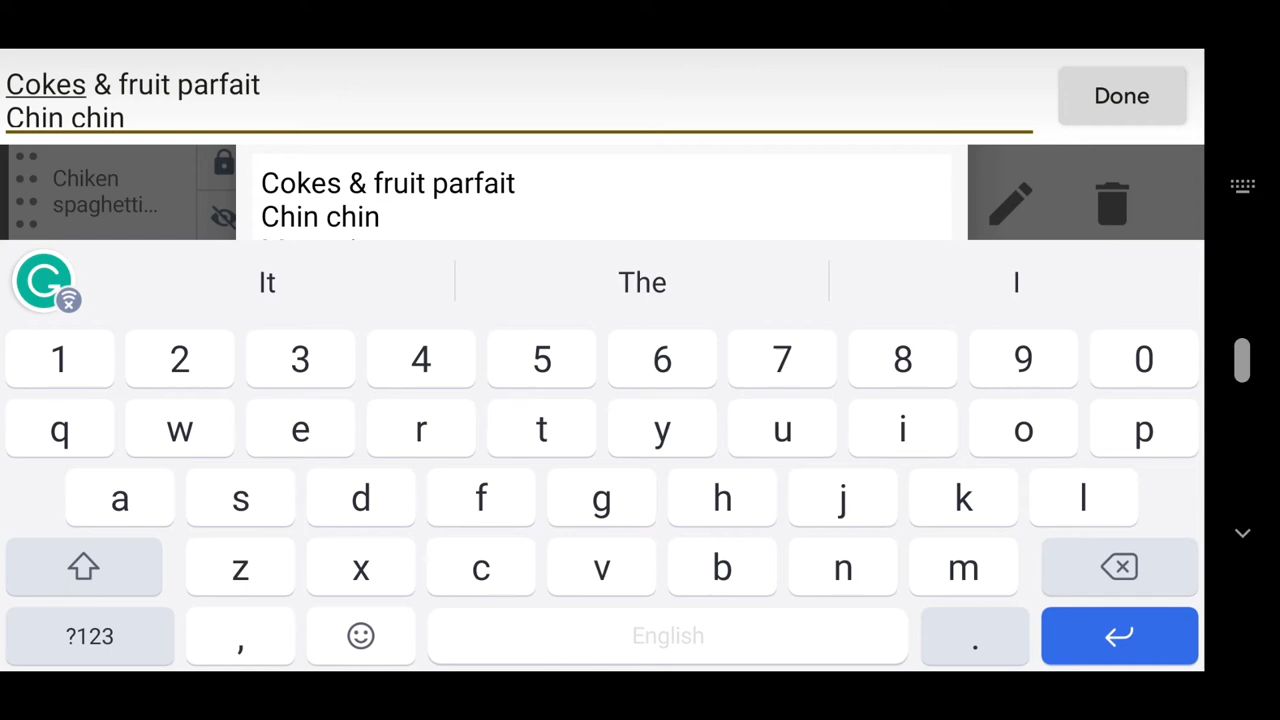 Cokes & fruit parfait
Chin chin
Done
Chiken
spaghetti...
Cokes & fruit parfait
Chin chin
It The I
1 2 3 4 5 6 7 8 9 0
q w e r t y u i o p
a s d f g h j k l
z x c v b n m
?123 , English .